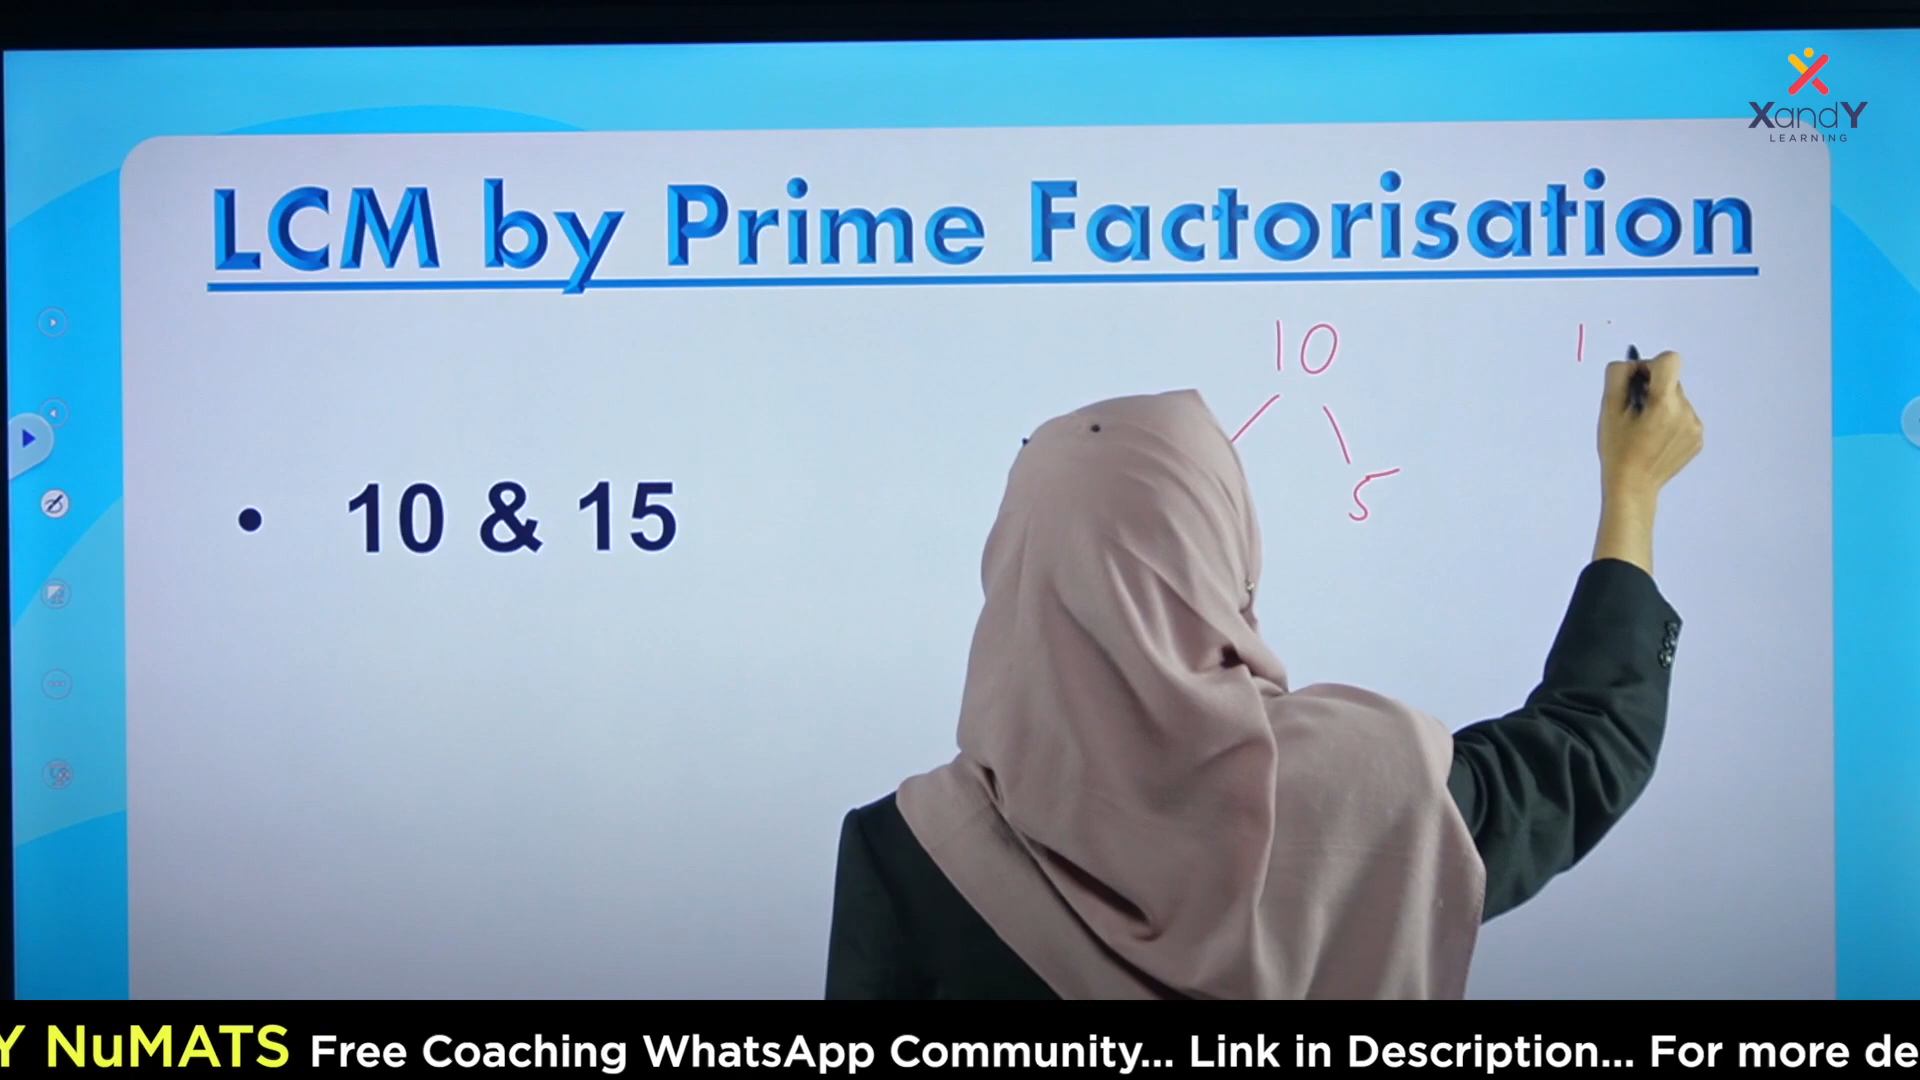 XandY
LEARNING
LCM by Prime Factorisation
10
1
5
• 10 & 15
Y NuMATS Free Coaching WhatsApp Community... Link in Description... For more de